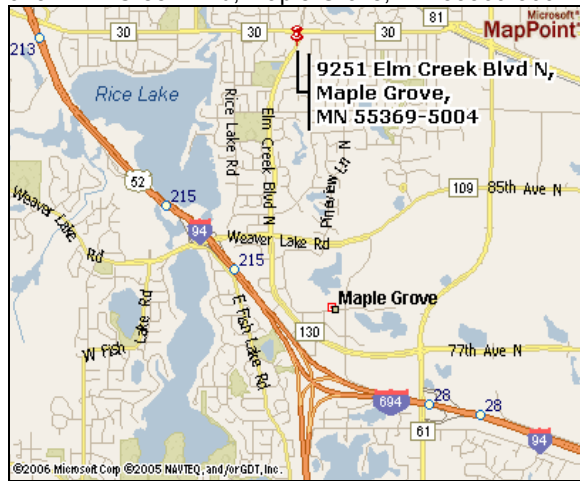 30
30
30
30
81
Microsoft®
MapPoint®
213
9251 Elm Creek Blvd N,
Maple Grove,
MN 55369-5004
Rice Lake
Rice Lake Rd
Elm Creek Blvd N
Pineview Ln N
52
215
109
85th Ave N
Weaver Lake Rd
94
Weaver Lake Rd
215
Maple Grove
E Fish Lake Rd
W Fish Lake Rd
130
77th Ave N
694
28
28
61
94
©2006 Microsoft Corp ©2005 NAVTEQ, and/or GDT, Inc.